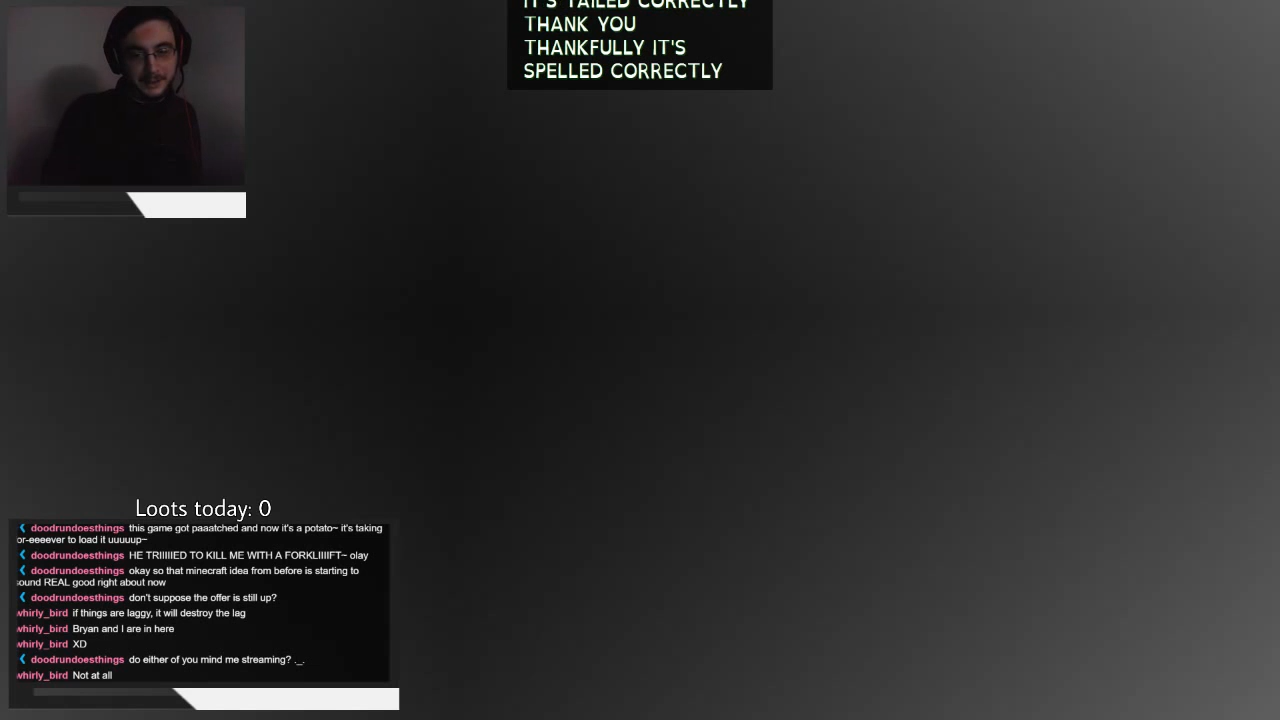 IT'S TAILED CORRECTLY
THANK YOU
THANKFULLY IT'S
SPELLED CORRECTLY
Loots today: 0
doodrundoesthings this game got paaatched and now it's a potato~ it's taking
or-eeeever to load it uuuuup~
doodrundoesthings HE TRIIIIIED TO KILL ME WITH A FORKLIIIIFT~ olay
doodrundoesthings okay so that minecraft idea from before is starting to
sound REAL good right about now
doodrundoesthings don't suppose the offer is still up?
whirly_bird if things are laggy, it will destroy the lag
whirly_bird Bryan and I are in here
whirly_bird XD
doodrundoesthings do either of you mind me streaming? ._.
whirly_bird Not at all